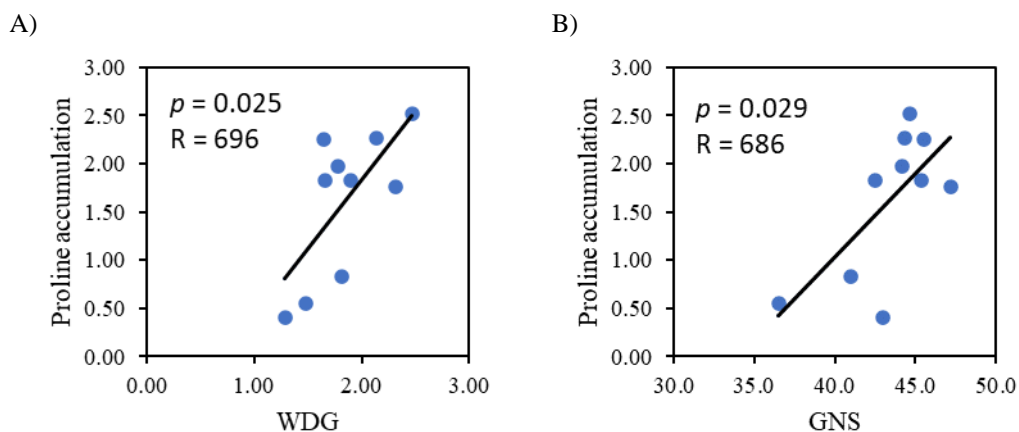 A)
B)
3.00
2.50
2.00
1.50
1.00
0.50
0.00
Proline accumulation
p = 0.025
R = 696
0.00 1.00 2.00 3.00
WDG
3.00
2.50
2.00
1.50
1.00
0.50
0.00
Proline accumulation
p = 0.029
R = 686
30.0 35.0 40.0 45.0 50.0
GNS